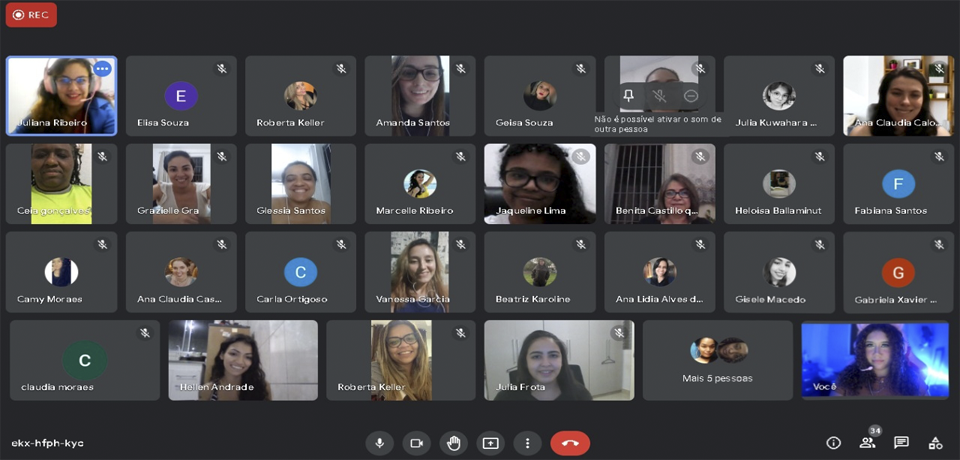 REC
Juliana Ribeiro
E
Elisa Souza
Roberta Keller
Amanda Santos
Geisa Souza
Não é possível ativar o som de
outra pessoa
Julia Kuwahara ...
Ana Claudia Calo...
Ceia gonçalves
Grazielle Gra
Glessia Santos
Marcelle Ribeiro
Jaqueline Lima
Benita Castillo q...
Heloisa Ballaminut
F
Fabiana Santos
Camy Moraes
Ana Claudia Cas...
C
Carla Ortigoso
Vanessa Garcia
Beatriz Karoline
Ana Lidia Alves d...
Gisele Macedo
G
Gabriela Xavier ...
C
claudia moraes
Hellen Andrade
Roberta Keller
Julia Frota
Mais 5 pessoas
Você
ekx-hfph-kyc
34